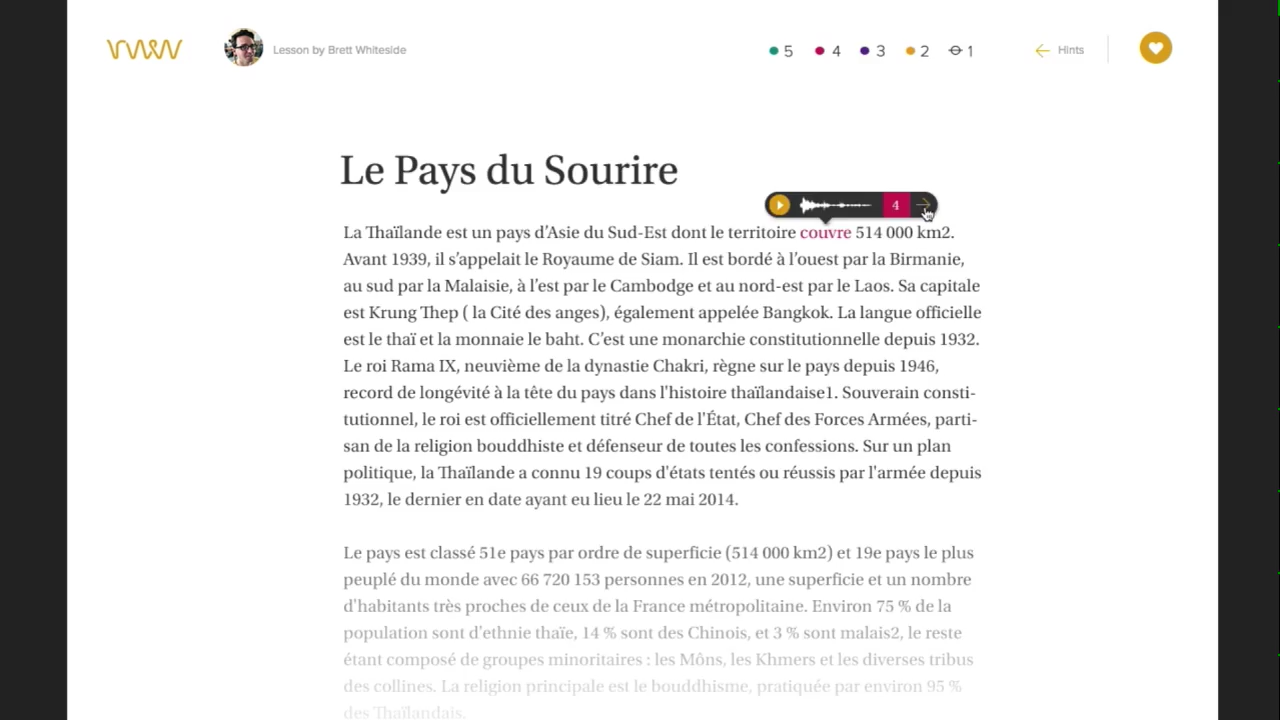 Lesson by Brett Whiteside
5 4 3 2 1
Hints
Le Pays du Sourire
4
La Thaïlande est un pays d’Asie du Sud-Est dont le territoire couvre 514 000 km2.
Avant 1939, il s’appelait le Royaume de Siam. Il est bordé à l’ouest par la Birmanie,
au sud par la Malaisie, à l’est par le Cambodge et au nord-est par le Laos. Sa capitale
est Krung Thep ( la Cité des anges), également appelée Bangkok. La langue officielle
est le thaï et la monnaie le baht. C’est une monarchie constitutionnelle depuis 1932.
Le roi Rama IX, neuvième de la dynastie Chakri, règne sur le pays depuis 1946,
record de longévité à la tête du pays dans l'histoire thaïlandaise1. Souverain consti-
tutionnel, le roi est officiellement titré Chef de l'État, Chef des Forces Armées, parti-
san de la religion bouddhiste et défenseur de toutes les confessions. Sur un plan
politique, la Thaïlande a connu 19 coups d'états tentés ou réussis par l'armée depuis
1932, le dernier en date ayant eu lieu le 22 mai 2014.
Le pays est classé 51e pays par ordre de superficie (514 000 km2) et 19e pays le plus
peuplé du monde avec 66 720 153 personnes en 2012, une superficie et un nombre
d’habitants très proches de ceux de la France métropolitaine. Environ 75 % de la
population sont d'ethnie thaïe, 14 % sont des Chinois, et 3 % sont malais2, le reste
étant composé de groupes minoritaires : les Môns, les Khmers et les diverses tribus
des collines. La religion principale est le bouddhisme, pratiquée par environ 95 %
des Thaïlandais.